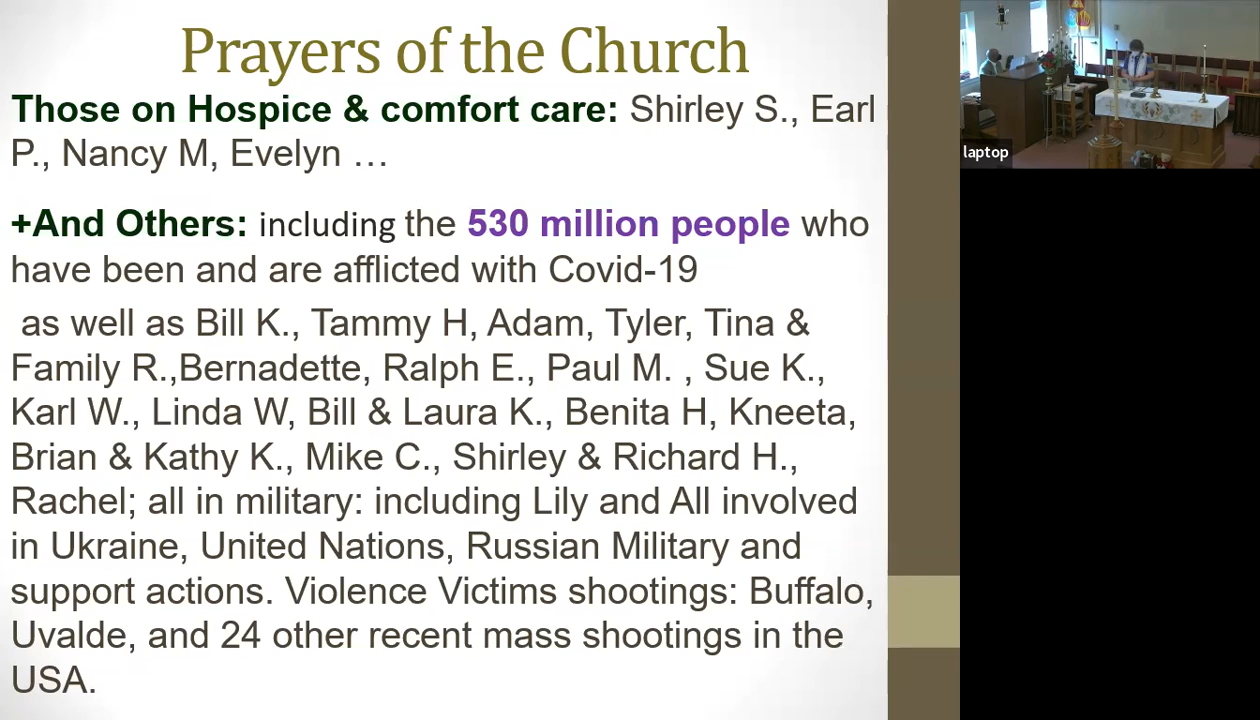 Prayers of the Church
Those on Hospice & comfort care: Shirley S., Earl
P., Nancy M, Evelyn …
+And Others: including the 530 million people who
have been and are afflicted with Covid-19
as well as Bill K., Tammy H, Adam, Tyler, Tina &
Family R.,Bernadette, Ralph E., Paul M. , Sue K.,
Karl W., Linda W, Bill & Laura K., Benita H, Kneeta,
Brian & Kathy K., Mike C., Shirley & Richard H.,
Rachel; all in military: including Lily and All involved
in Ukraine, United Nations, Russian Military and
support actions. Violence Victims shootings: Buffalo,
Uvalde, and 24 other recent mass shootings in the
USA.
laptop